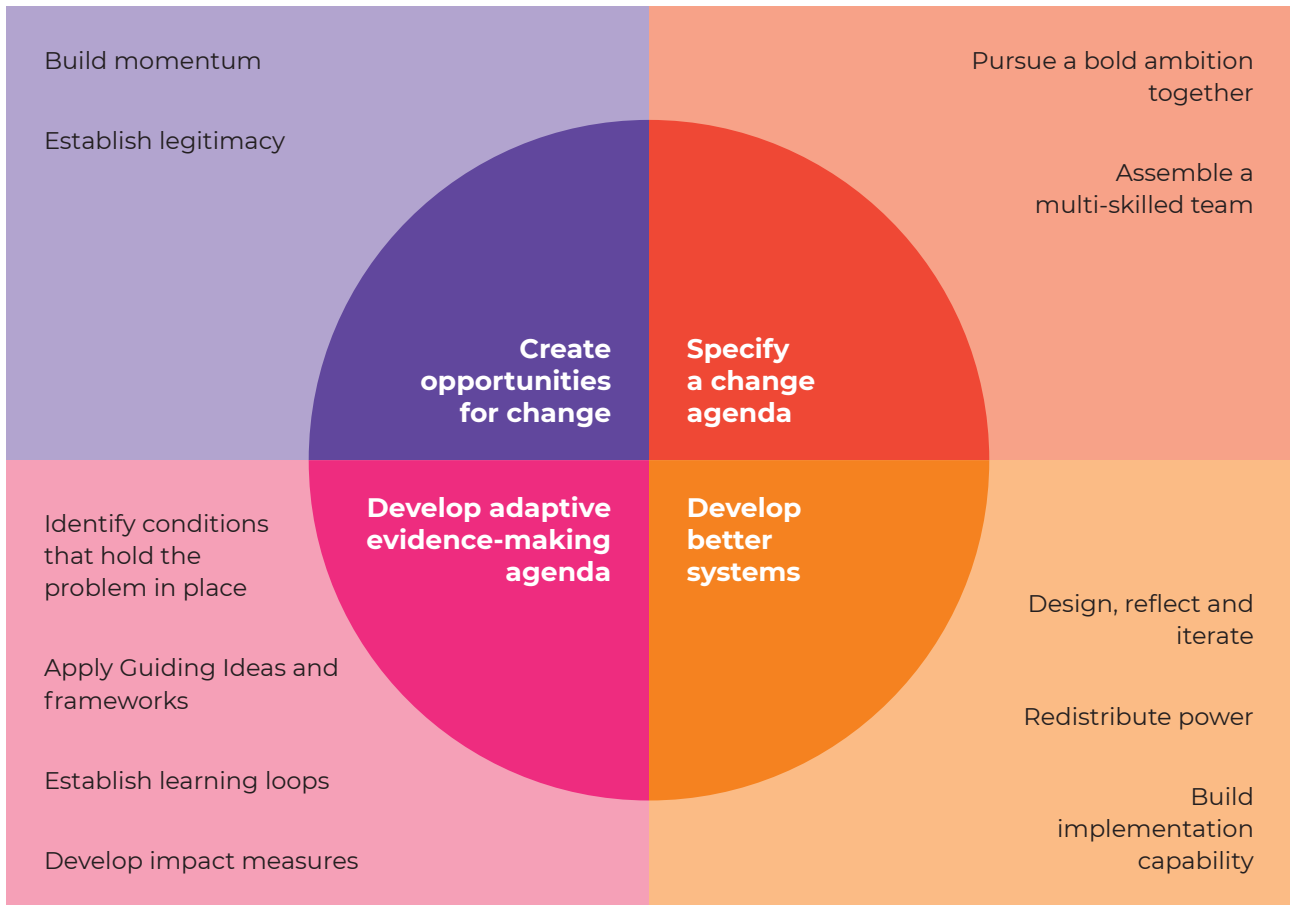 Build momentum
Establish legitimacy
Create
opportunities
for change
Pursue a bold ambition
together
Assemble a
multi-skilled team
Specify
a change
agenda
Identify conditions
that hold the
problem in place
Apply Guiding Ideas and
frameworks
Establish learning loops
Develop impact measures
Develop adaptive
evidence-making
agenda
Develop
better
systems
Design, reflect and
iterate
Redistribute power
Build
implementation
capability